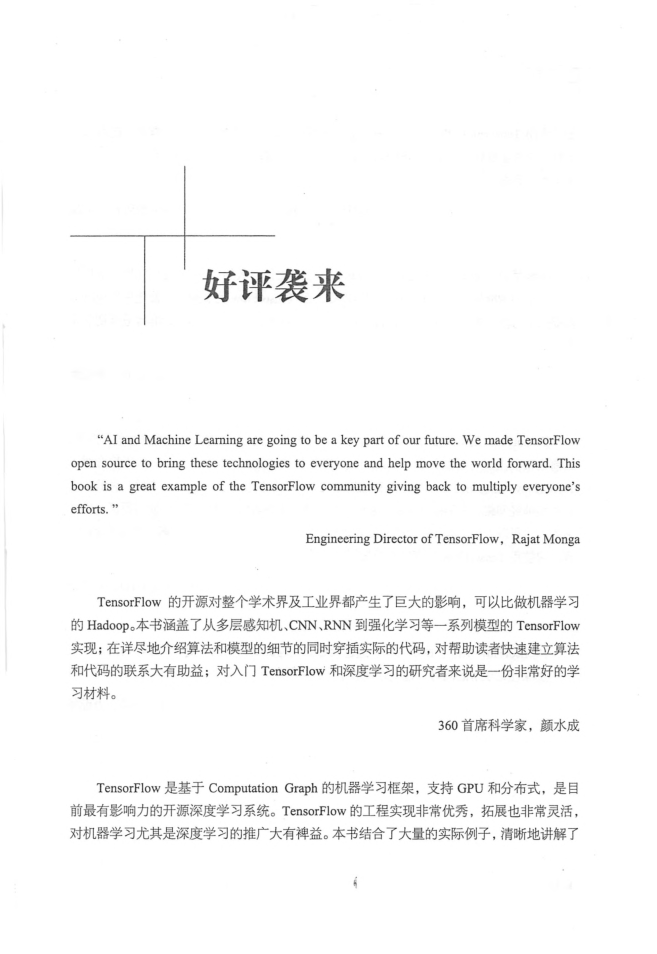 好评袭来
“AI and Machine Learning are going to be a key part of our future. We made TensorFlow
open source to bring these technologies to everyone and help move the world forward. This
book is a great example of the TensorFlow community giving back to multiply everyone’s
efforts. ”
Engineering Director of TensorFlow，Rajat Monga
TensorFlow 的开源对整个学术界及工业界都产生了巨大的影响，可以比做机器学习
的 Hadoop。本书涵盖了从多层感知机、CNN、RNN 到强化学习等一系列模型的 TensorFlow
实现；在详尽地介绍算法和模型的细节的同时穿插实际的代码，对帮助读者快速建立算法
和代码的联系大有助益；对入门 TensorFlow 和深度学习的研究者来说是一份非常好的学
习材料。
360 首席科学家，颜水成
TensorFlow 是基于 Computation Graph 的机器学习框架，支持 GPU 和分布式，是目
前最有影响力的开源深度学习系统。TensorFlow 的工程实现非常优秀，拓展也非常灵活，
对机器学习尤其是深度学习的推广大有裨益。本书结合了大量的实际例子，清晰地讲解了